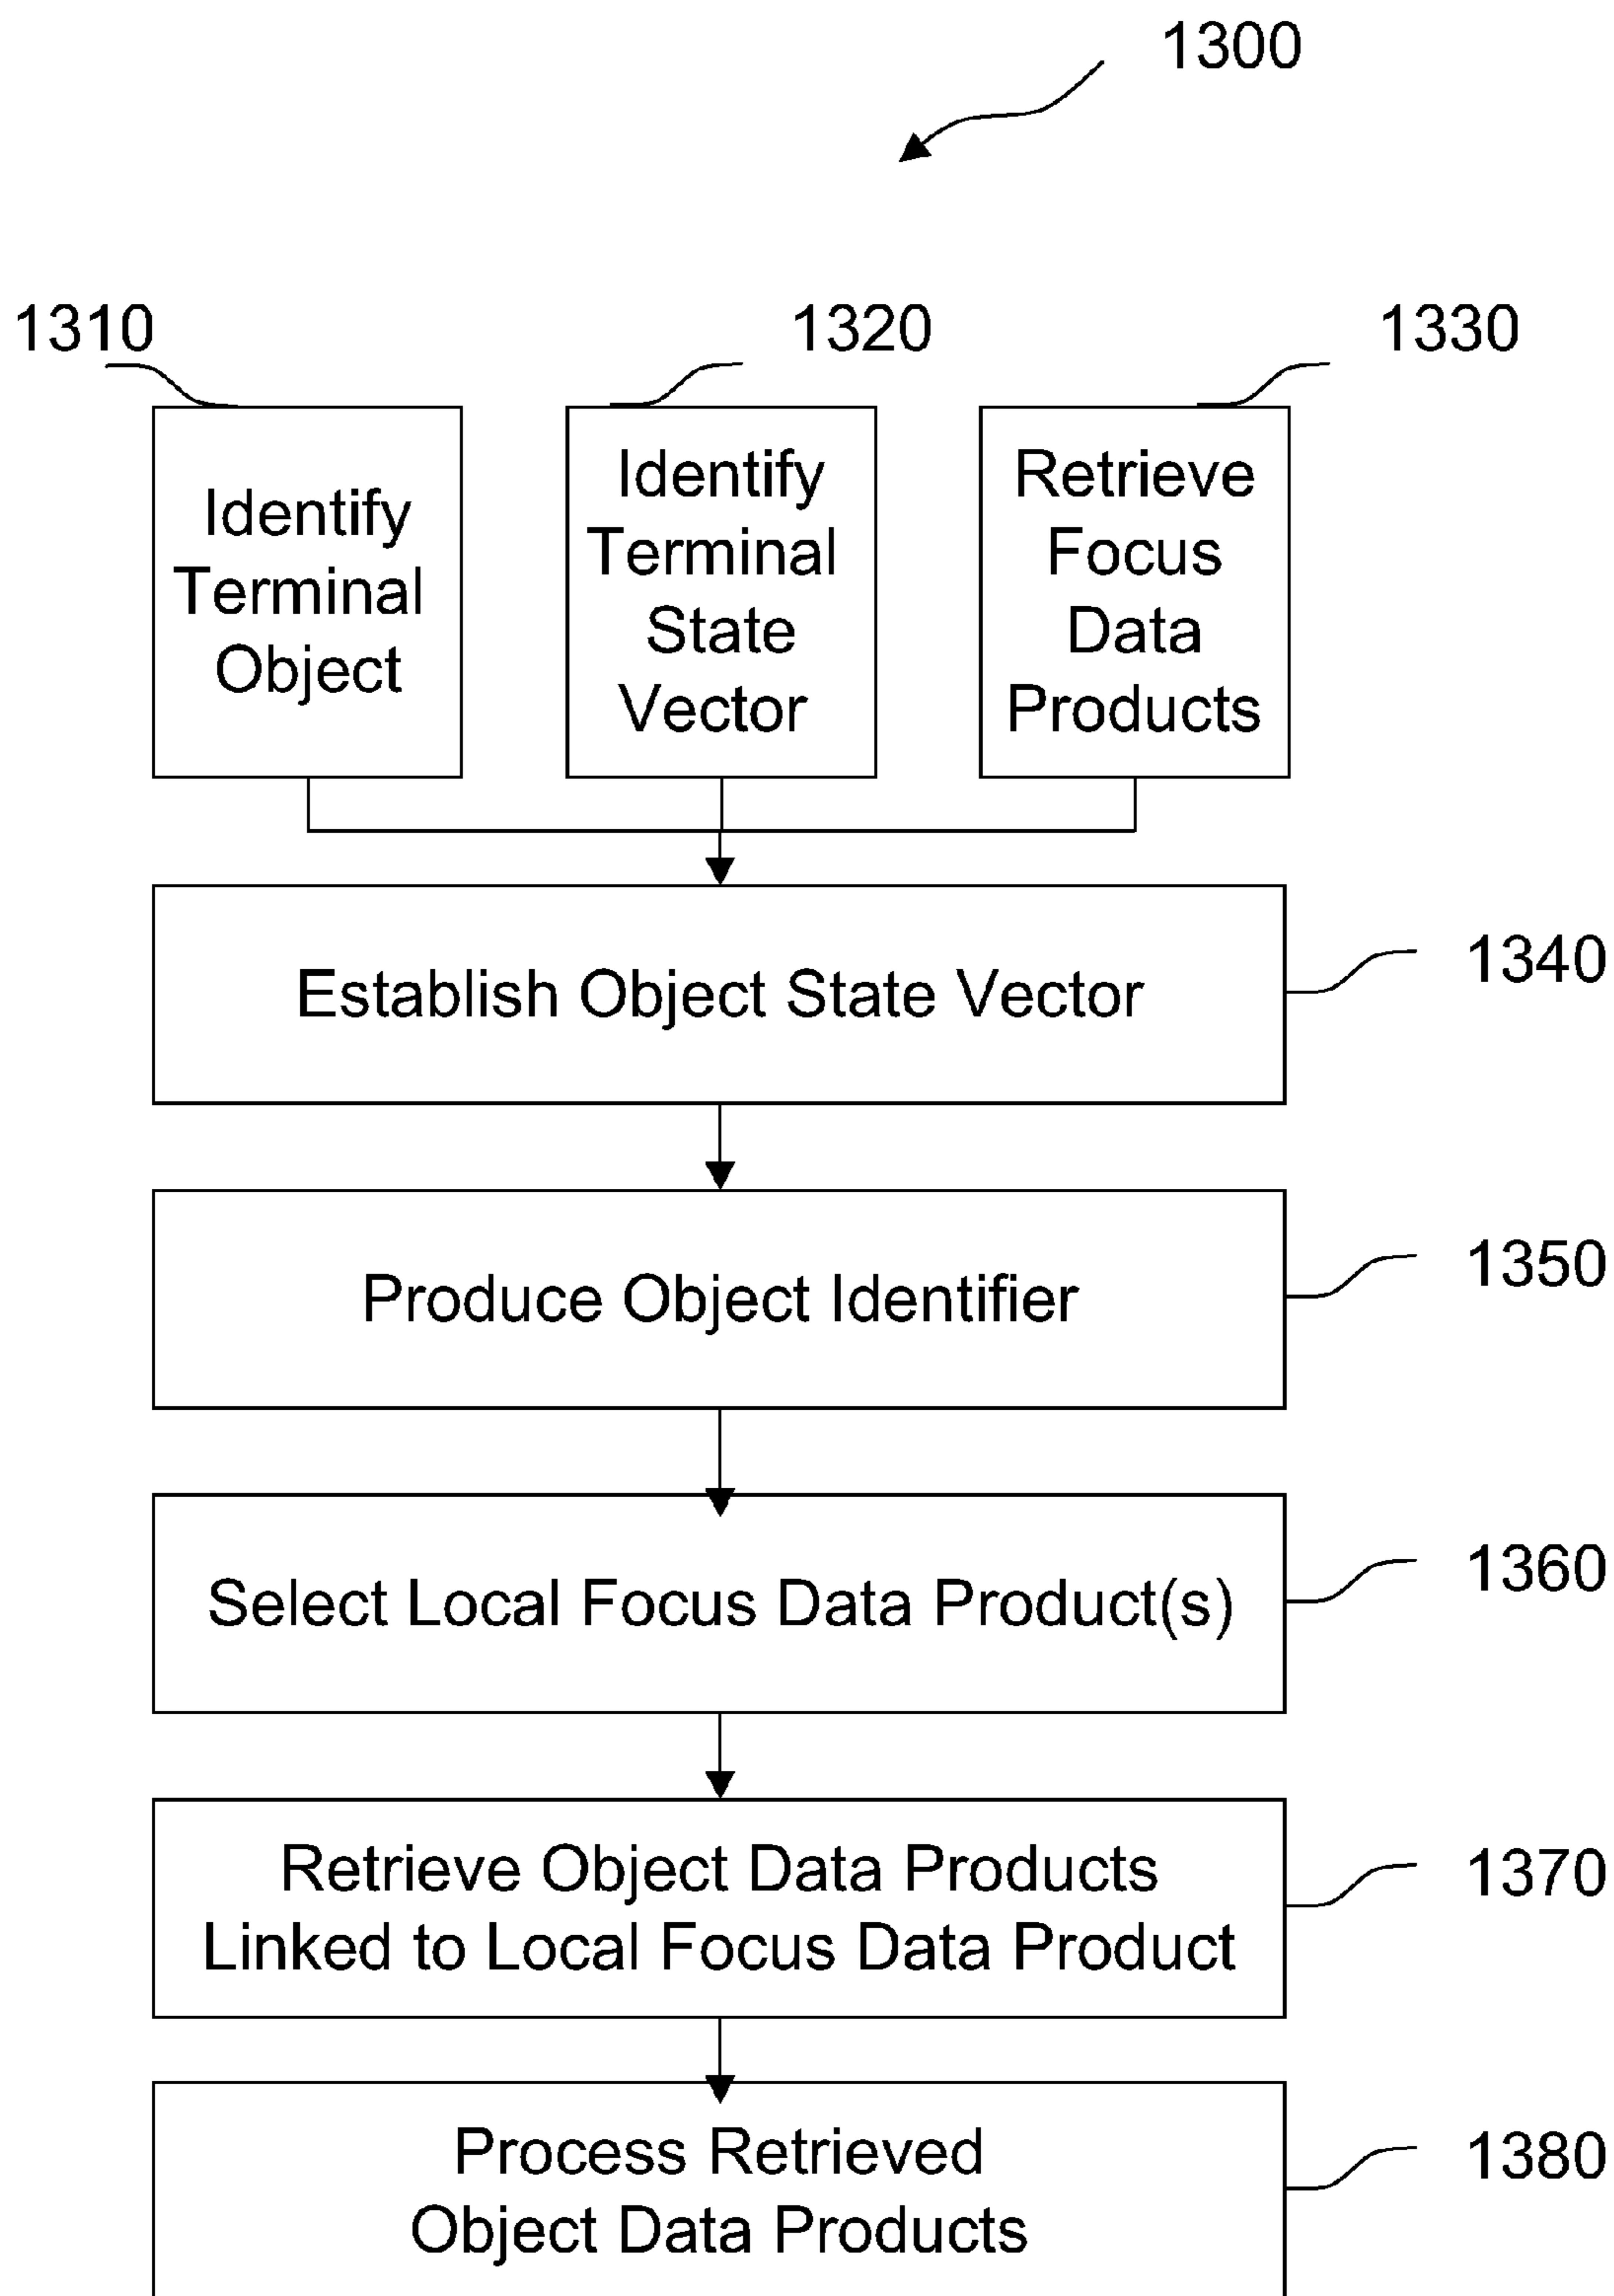 1300
1310
1320
1330
Identify
Terminal
Object
Identify
Terminal
State
Vector
Retrieve
Focus
Data
Products
Establish Object State Vector
1340
Produce Object Identifier
1350
Select Local Focus Data Product(s)
1360
Retrieve Object Data Products
Linked to Local Focus Data Product
1370
Process Retrieved
Object Data Products
1380